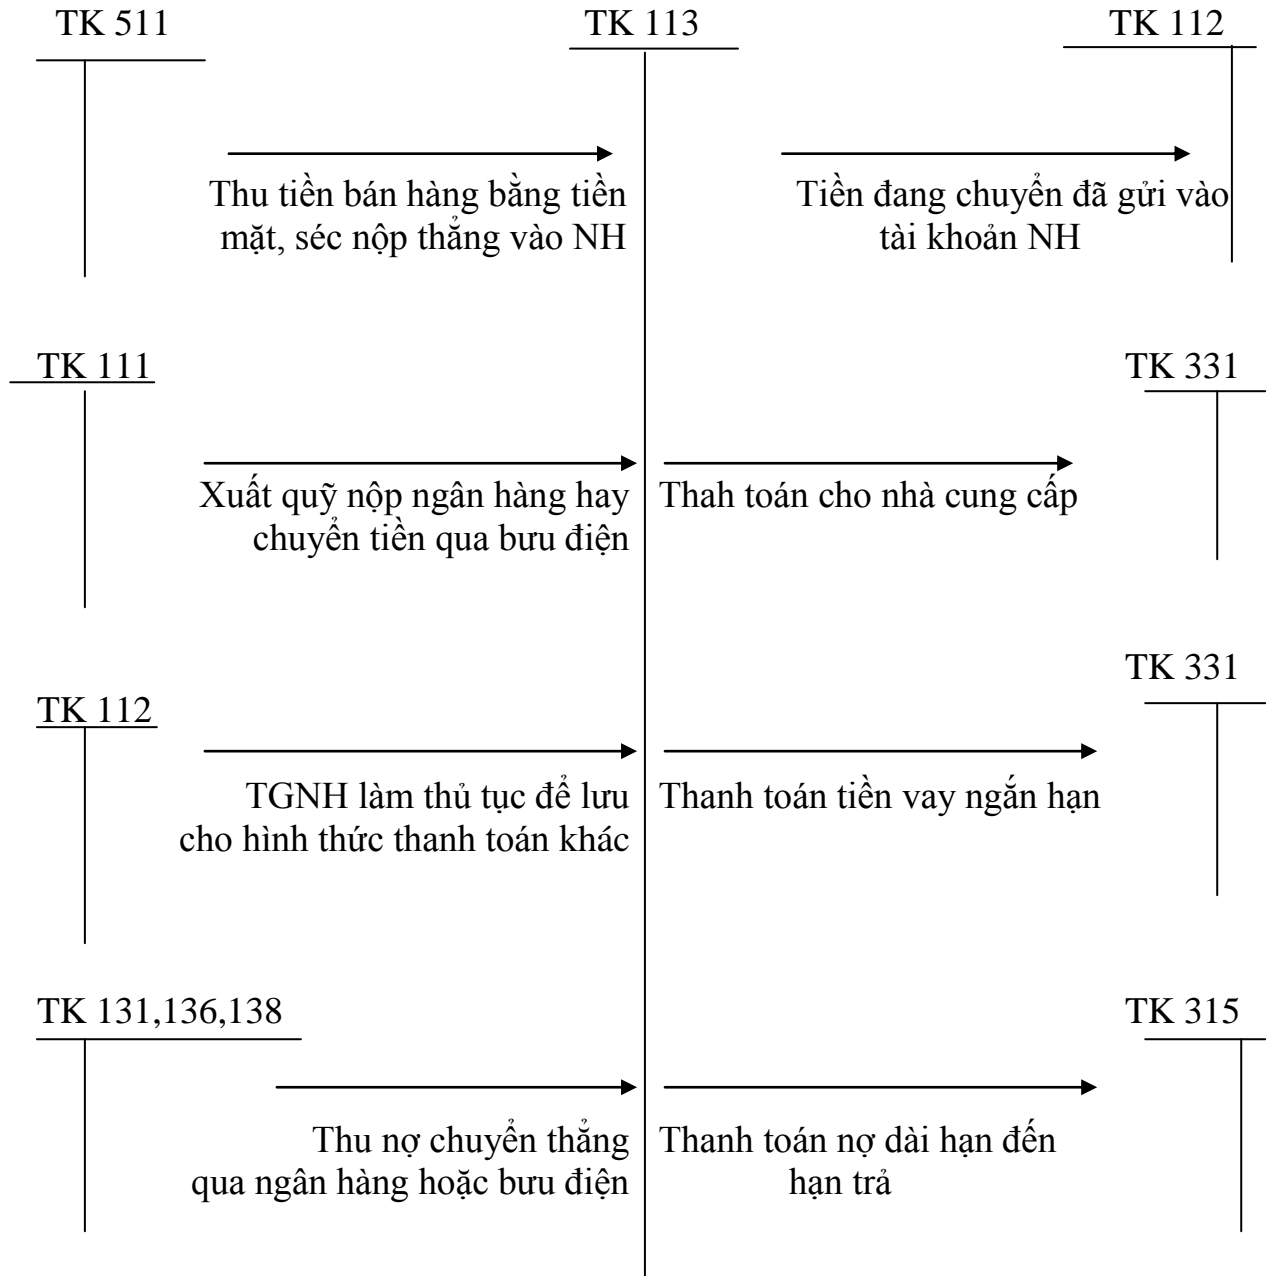 TK 511
TK 113
TK 112
Thu tiền bán hàng bằng tiền
mặt, séc nộp thẳng vào NH
Tiền đang chuyển đã gửi vào
tài khoản NH
TK 111
TK 331
Xuất quỹ nộp ngân hàng hay
chuyển tiền qua bưu điện
Thah toán cho nhà cung cấp
TK 112
TK 331
TGNH làm thủ tục để lưu
cho hình thức thanh toán khác
Thanh toán tiền vay ngắn hạn
TK 131,136,138
TK 315
Thu nợ chuyển thẳng
qua ngân hàng hoặc bưu điện
Thanh toán nợ dài hạn đến
hạn trả